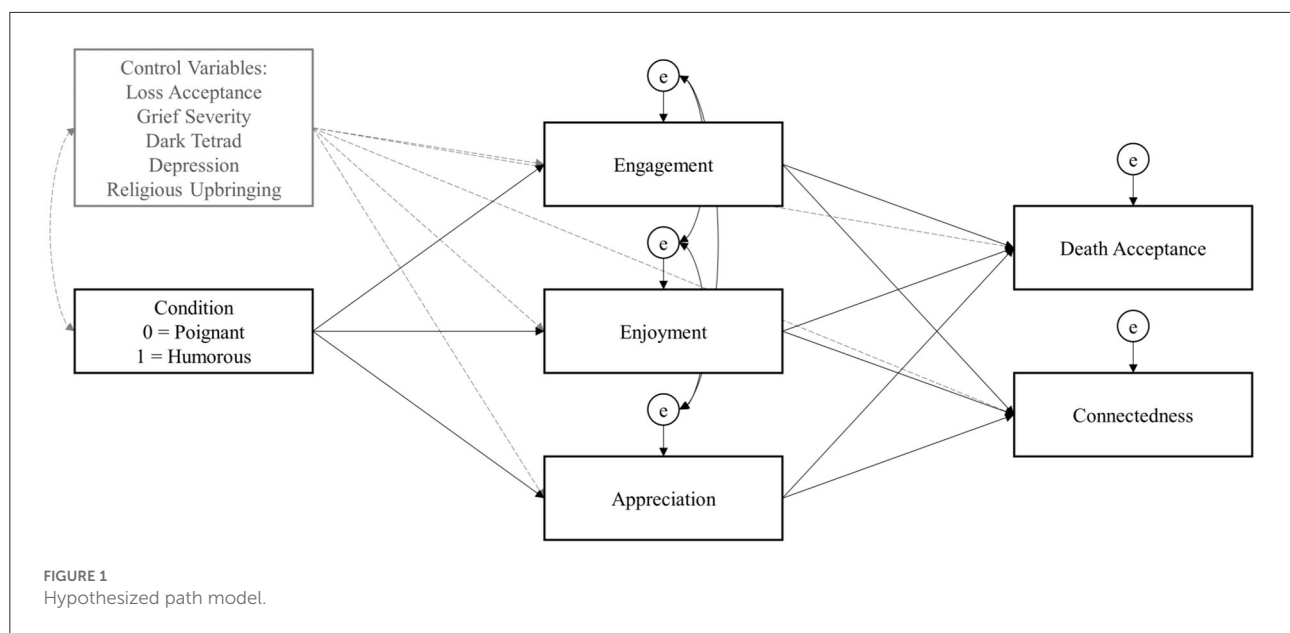 Control Variables:
Loss Acceptance
Grief Severity
Dark Tetrad
Depression
Religious Upbringing
Condition
0 = Poignant
1 = Humorous
e
Engagement
e
Enjoyment
e
Appreciation
e
Death Acceptance
e
Connectedness
FIGURE 1
Hypothesized path model.